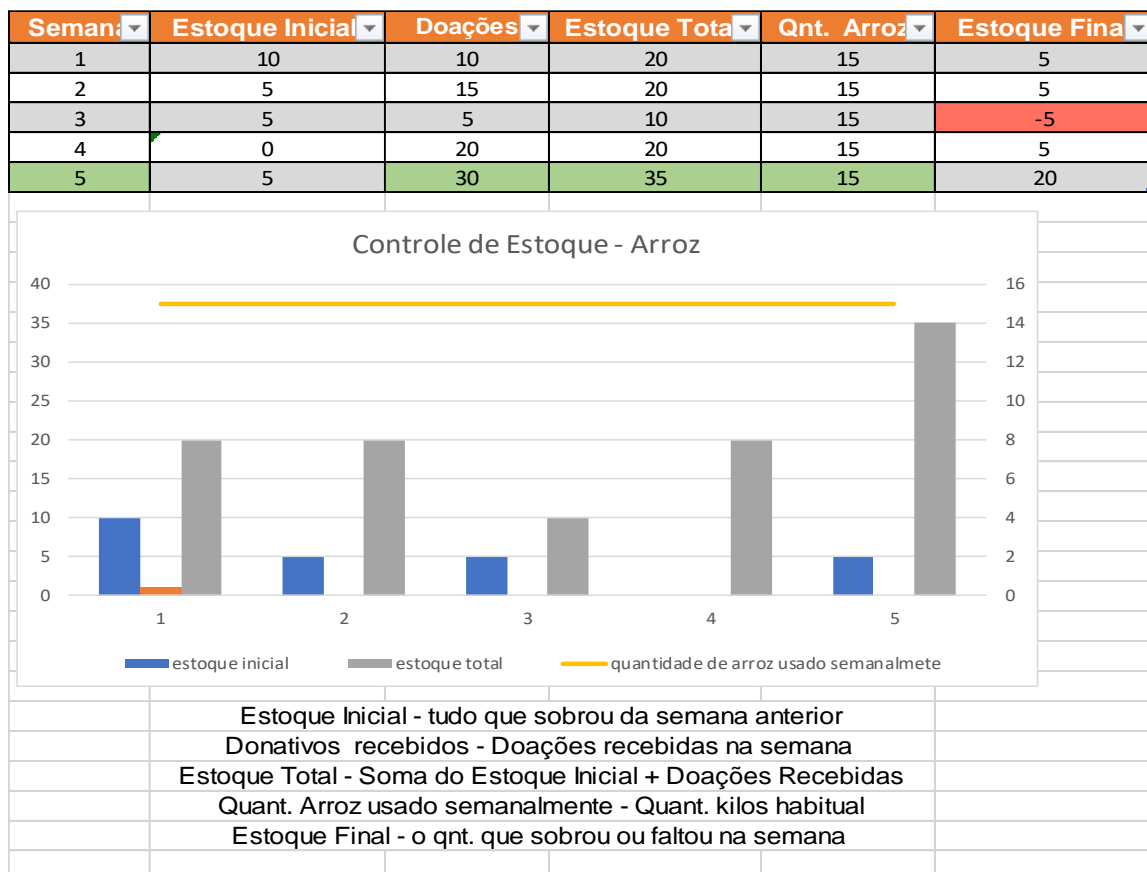 Semana Estoque Inicial Doações Estoque Tota Qnt. Arroz Estoque Fina
1 10 10 20 15 5
2 5 15 20 15 5
3 5 5 10 15 -5
4 0 20 20 15 5
5 5 30 35 15 20
Controle de Estoque - Arroz
40 16
35 14
30 12
25 10
20 8
15 6
10 4
5 2
0 0
1 2 3 4 5
estoque inicial estoque total quantidade de arroz usado semanalmete
Estoque Inicial - tudo que sobrou da semana anterior
Donativos recebidos - Doações recebidas na semana
Estoque Total - Soma do Estoque Inicial + Doações Recebidas
Quant. Arroz usado semanalmente - Quant. kilos habitual
Estoque Final - o qnt. que sobrou ou faltou na semana